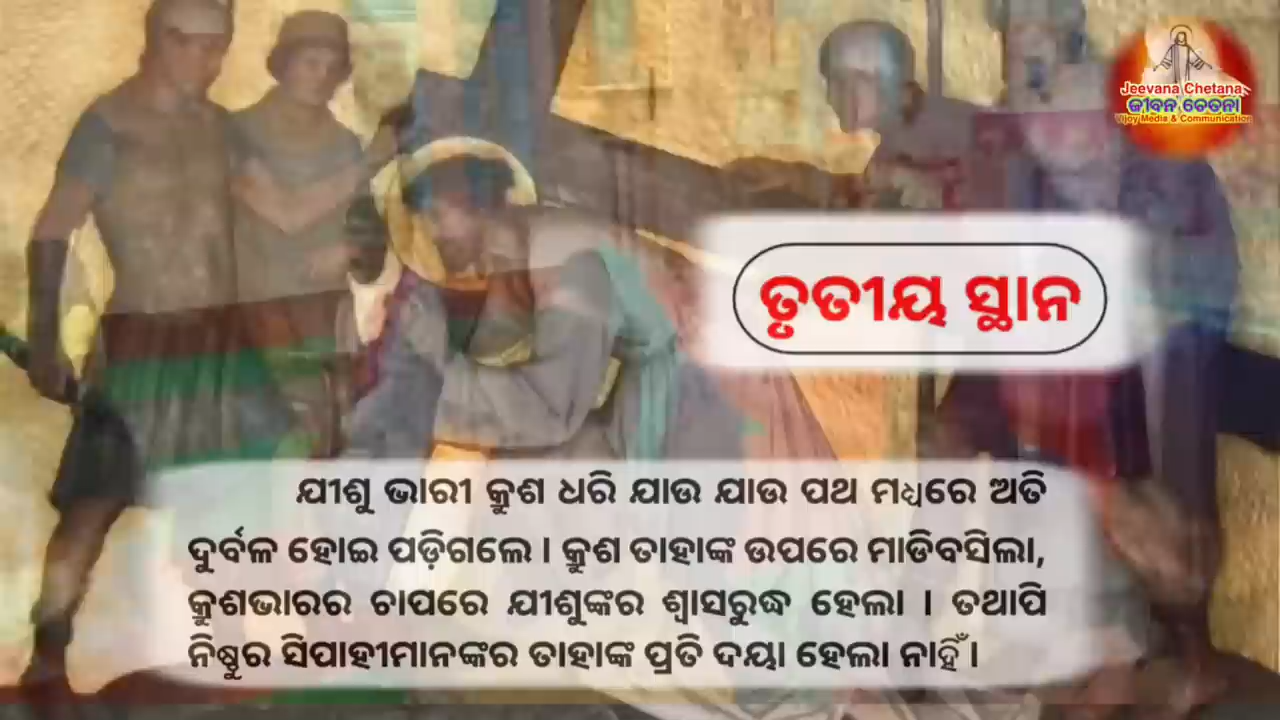 Jeevana Chetana
ଜୀବନ ଚେତନା
Vijoy Media & Communication
ତୃତୀୟ ସ୍ଥାନ
ଯୀଶୁ ଭାରୀ କ୍ରୁଶ ଧରି ଯାଉ ଯାଉ ପଥ ମଧ୍ୟରେ ଅତି
ଦୁର୍ବଳ ହୋଇ ପଡ଼ିଗଲେ । କ୍ରୁଶ ତାହାଙ୍କ ଉପରେ ମାଡିବସିଲା,
କ୍ରୁଶଭାରର ଚାପରେ ଯୀଶୁଙ୍କର ଶ୍ୱାସରୁଦ୍ଧ ହେଲା । ତଥାପି
ନିଷ୍ଠୁର ସିପାହୀମାନଙ୍କର ତାହାଙ୍କ ପ୍ରତି ଦୟା ହେଲା ନାହିଁ ।